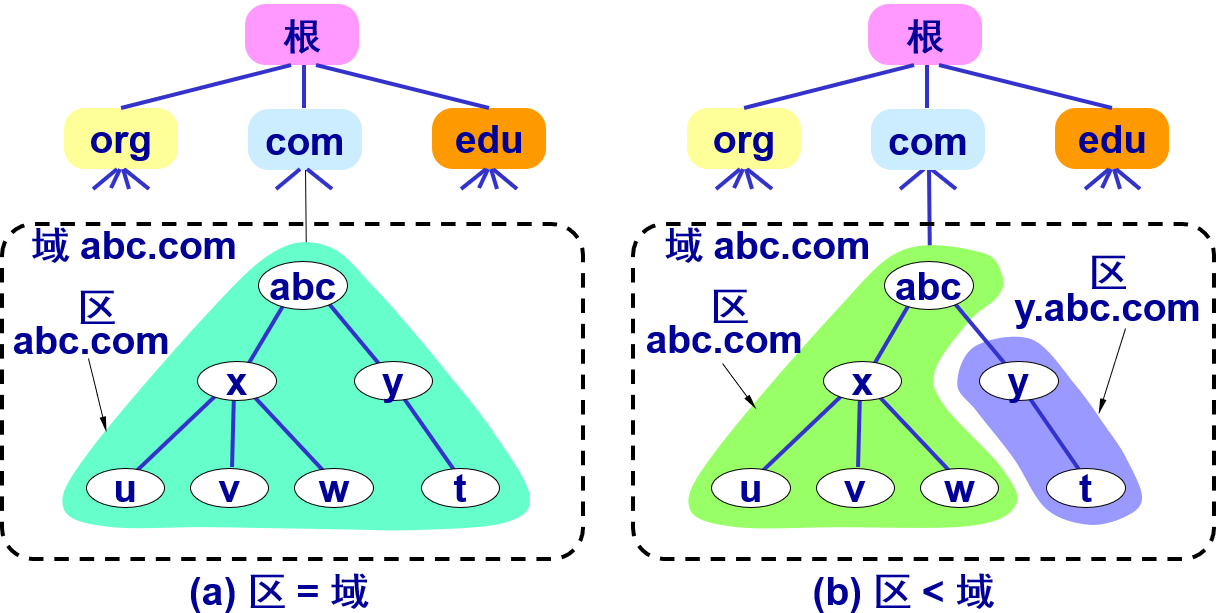 根
org
com
edu
域 abc.com
区
abc.com
abc
x
y
u
v
w
t
(a) 区 = 域
根
org
com
edu
域 abc.com
区
abc.com
区
y.abc.com
abc
x
y
u
v
w
t
(b) 区 < 域